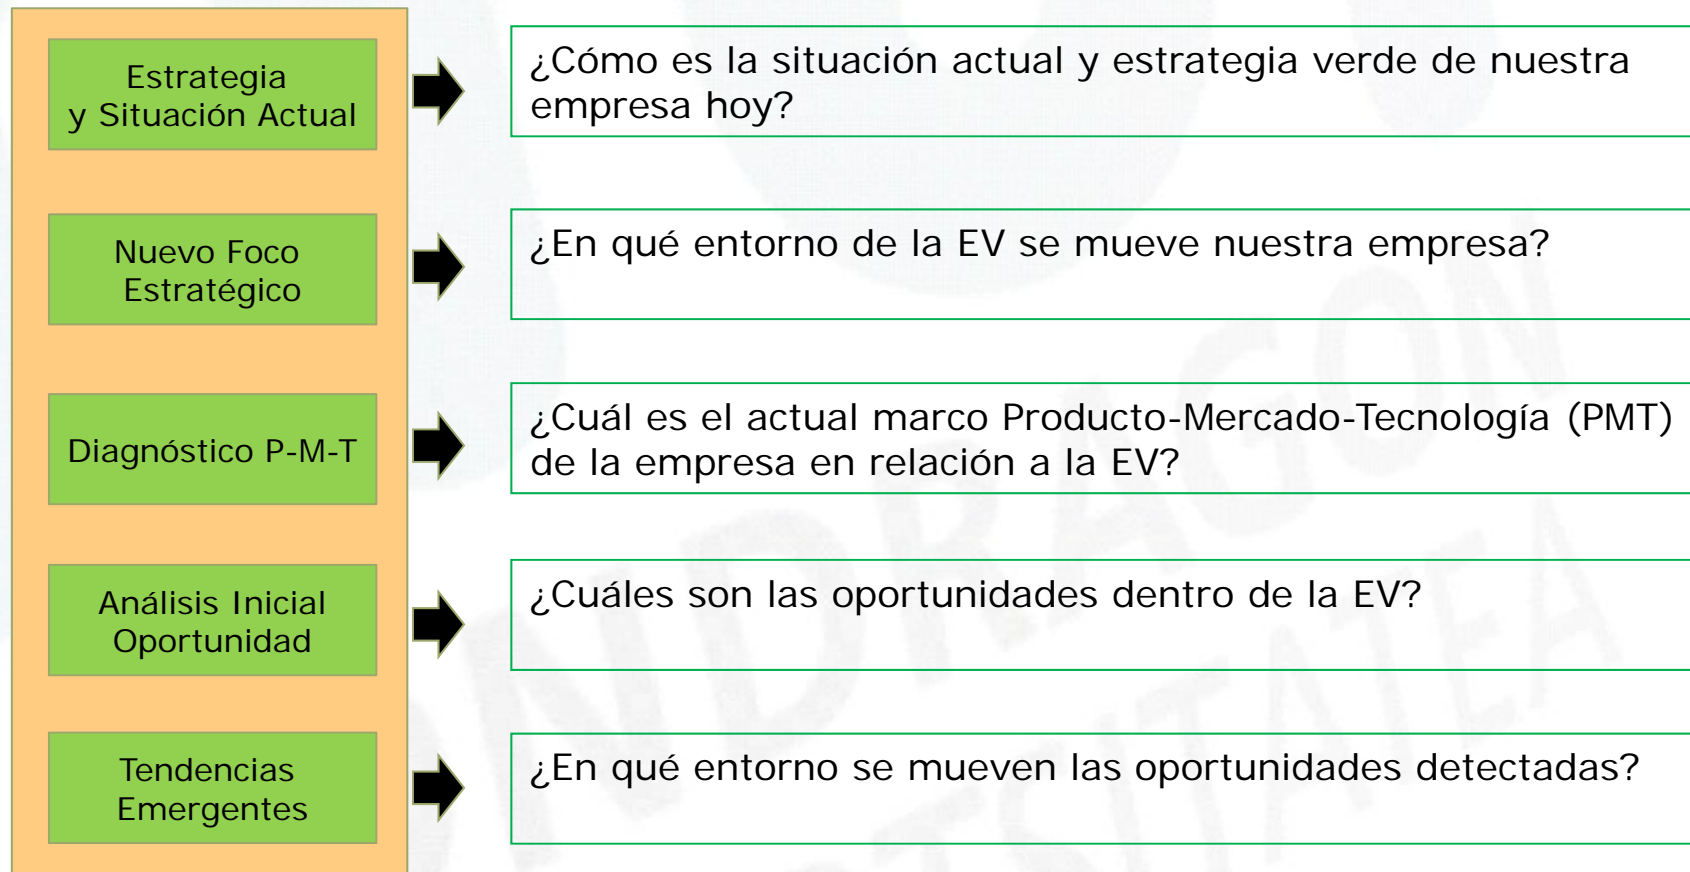 Estrategia
y Situación Actual
¿Cómo es la situación actual y estrategia verde de nuestra
empresa hoy?
Nuevo Foco
Estratégico
¿En qué entorno de la EV se mueve nuestra empresa?
Diagnóstico P-M-T
¿Cuál es el actual marco Producto-Mercado-Tecnología (PMT)
de la empresa en relación a la EV?
Análisis Inicial
Oportunidad
¿Cuáles son las oportunidades dentro de la EV?
Tendencias
Emergentes
¿En qué entorno se mueven las oportunidades detectadas?